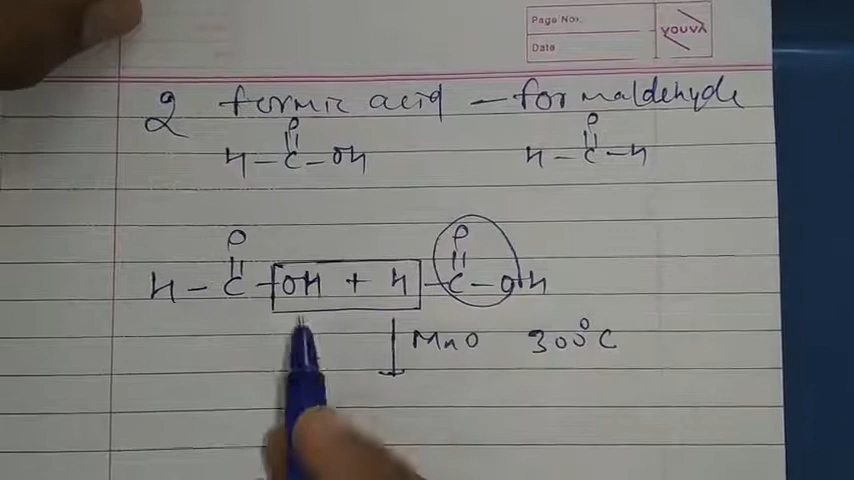 Page No.
Date
YOUVA
2 formic acid — formaldehyde
O O
|| ||
H – C – OH H – C – H
O O
|| ||
H – C – OH + H – C – OH
↓ MnO 300°C